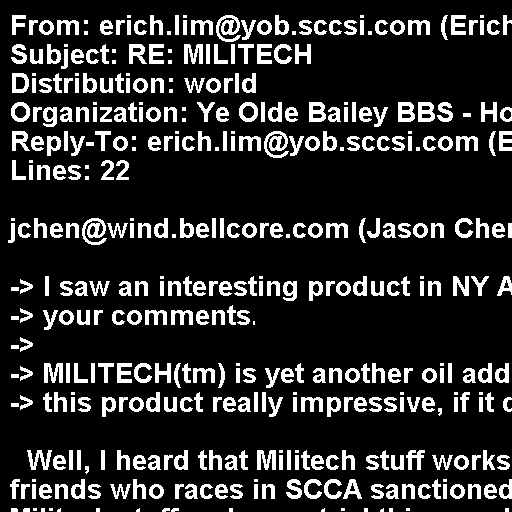 From: erich.lim@yob.sccsi.com (Erich
Subject: RE: MILITECH
Distribution: world
Organization: Ye Olde Bailey BBS - Ho
Reply-To: erich.lim@yob.sccsi.com (E
Lines: 22
jchen@wind.bellcore.com (Jason Chen
-> I saw an interesting product in NY A
-> your comments.
->
-> MILITECH(tm) is yet another oil add
-> this product really impressive, if it d
Well, I heard that Militech stuff works
friends who races in SCCA sanctioned